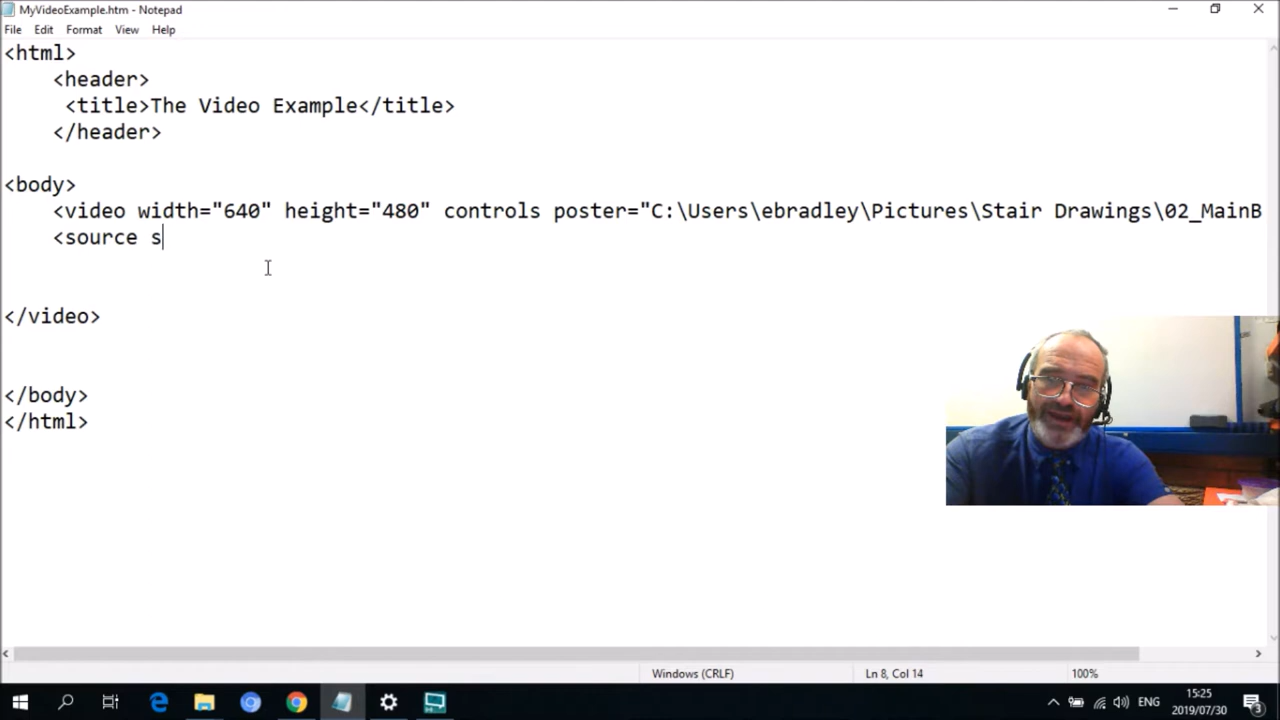 MyVideoExample.htm - Notepad
File Edit Format View Help
<html>
<header>
<title>The Video Example</title>
</header>
<body>
<video width="640" height="480" controls poster="C:\Users\ebradley\Pictures\Stair Drawings\02_MainB
<source s
</video>
</body>
</html>
Windows (CRLF) Ln 8, Col 14 100%
ENG 15:25
2019/07/30
3